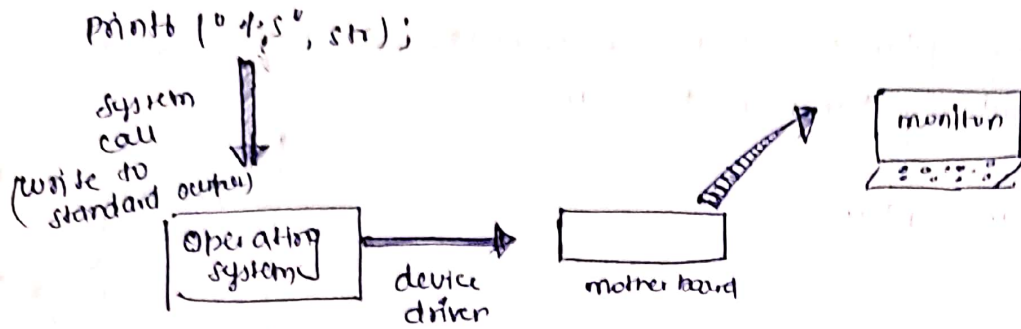 printf ("%s", str);
system
call
(write to
standard output)
operating
system
device
driver
mother board
monitor